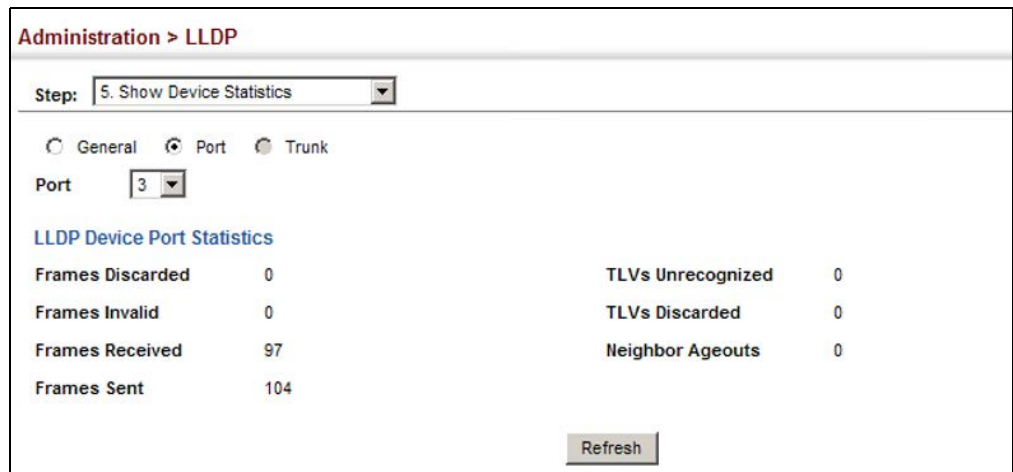 Administration > LLDP
Step: 5. Show Device Statistics
General Port Trunk
Port 3
LLDP Device Port Statistics
Frames Discarded 0 TLVs Unrecognized 0
Frames Invalid 0 TLVs Discarded 0
Frames Received 97 Neighbor Ageouts 0
Frames Sent 104
Refresh